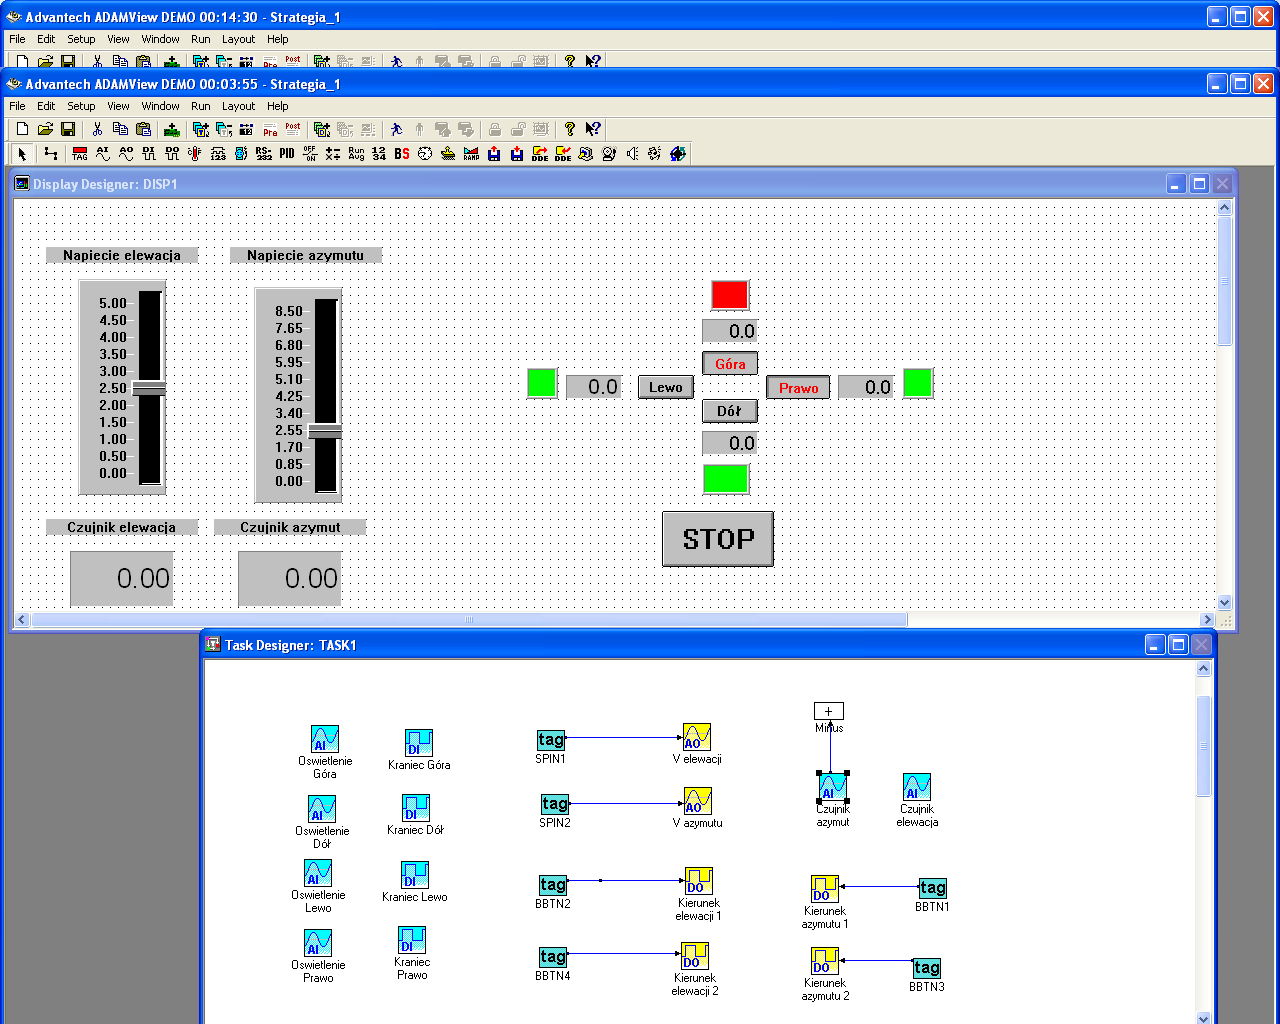 Advantech ADAMView DEMO 00:14:30 - Strategia_1
File Edit Setup View Window Run Layout Help
Pre Post
Advantech ADAMView DEMO 00:03:55 - Strategia_1
File Edit Setup View Window Run Layout Help
Pre Post
TAG AI AO DI DO 123 RS-232 PID OFF ON Run Avg 12 34 BS RAMP DDE DDE
Display Designer: DISP1
Napiecie elewacja
Napiecie azymutu
5.00
4.50
4.00
3.50
3.00
2.50
2.00
1.50
1.00
0.50
0.00
8.50
7.65
6.80
5.95
5.10
4.25
3.40
2.55
1.70
0.85
0.00
0.0
Góra
0.0
Lewo
Prawo
0.0
Dół
0.0
STOP
Czujnik elewacja
Czujnik azymut
0.00
0.00
Task Designer: TASK1
AI
Oswietlenie
Góra
DI
Kraniec Góra
tag
SPIN1
AO
V elewacji
+
Minus
AI
Oswietlenie
Dół
DI
Kraniec Dół
tag
SPIN2
AO
V azymutu
AI
Czujnik
azymut
AI
Czujnik
elewacja
AI
Oswietlenie
Lewo
DI
Kraniec Lewo
tag
BBTN2
DO
Kierunek
elewacji 1
DO
Kierunek
azymutu 1
tag
BBTN1
AI
Oswietlenie
Prawo
DI
Kraniec
Prawo
tag
BBTN4
DO
Kierunek
elewacji 2
DO
Kierunek
azymutu 2
tag
BBTN3